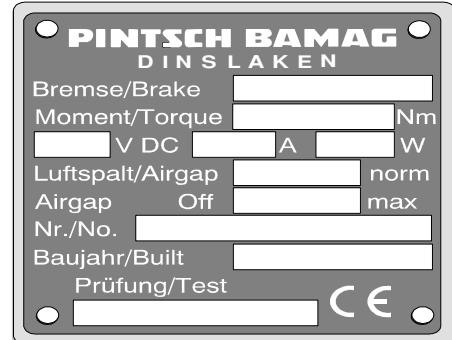 PINTSCH BAMAG
DINSLAKEN
Bremse/Brake
Moment/Torque Nm
V DC A W
Luftspalt/Airgap norm
Airgap Off max
Nr./No.
Baujahr/Built
Prüfung/Test
CE